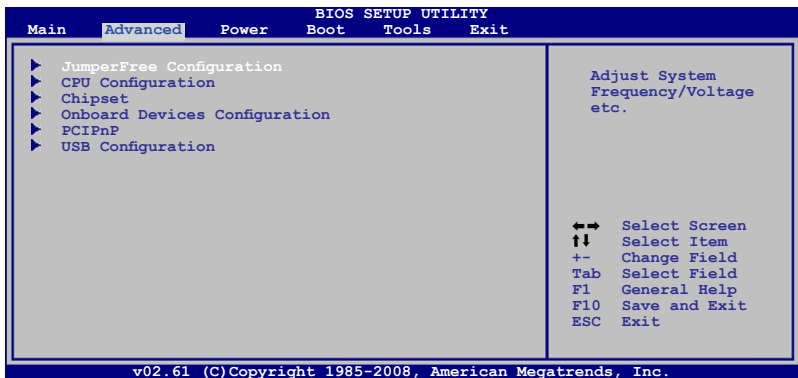 BIOS SETUP UTILITY
Main Advanced Power Boot Tools Exit
JumperFree Configuration
CPU Configuration
Chipset
Onboard Devices Configuration
PCIPnP
USB Configuration
Adjust System
Frequency/Voltage
etc.
←→ Select Screen
↑↓ Select Item
+- Change Field
Tab Select Field
F1 General Help
F10 Save and Exit
ESC Exit
v02.61 (C)Copyright 1985-2008, American Megatrends, Inc.